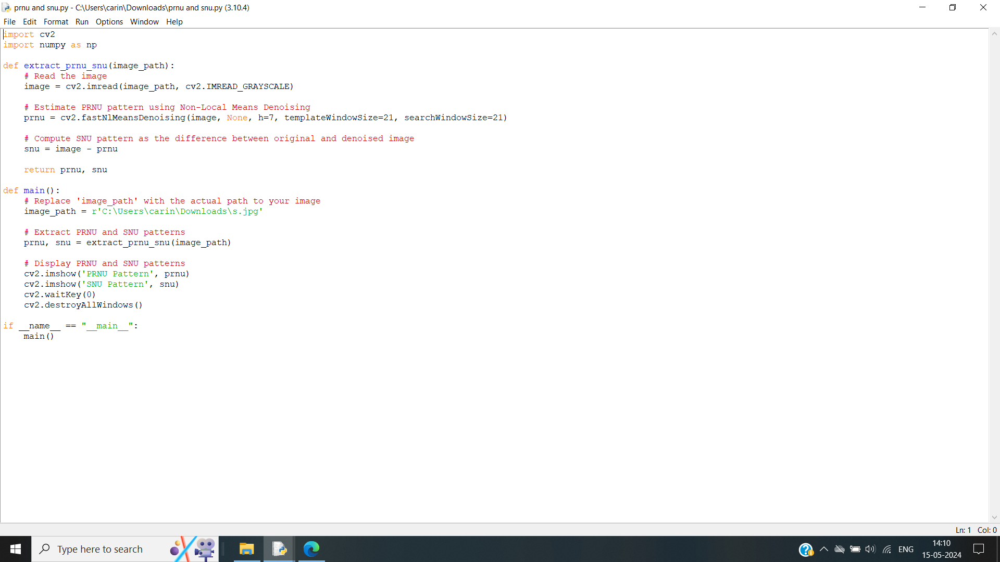 prnu and snu.py - C:\Users\carin\Downloads\prnu and snu.py (3.10.4)
File Edit Format Run Options Window Help
import cv2
import numpy as np
def extract_prnu_snu(image_path):
    # Read the image
    image = cv2.imread(image_path, cv2.IMREAD_GRAYSCALE)
    # Estimate PRNU pattern using Non-Local Means Denoising
    prnu = cv2.fastNlMeansDenoising(image, None, h=7, templateWindowSize=21, searchWindowSize=21)
    # Compute SNU pattern as the difference between original and denoised image
    snu = image - prnu
    return prnu, snu
def main():
    # Replace 'image_path' with the actual path to your image
    image_path = r'C:\Users\carin\Downloads\s.jpg'
    # Extract PRNU and SNU patterns
    prnu, snu = extract_prnu_snu(image_path)
    # Display PRNU and SNU patterns
    cv2.imshow('PRNU Pattern', prnu)
    cv2.imshow('SNU Pattern', snu)
    cv2.waitKey(0)
    cv2.destroyAllWindows()
if __name__ == "__main__":
    main()
Ln: 1 Col: 0
Type here to search
ENG
14:10
15-05-2024